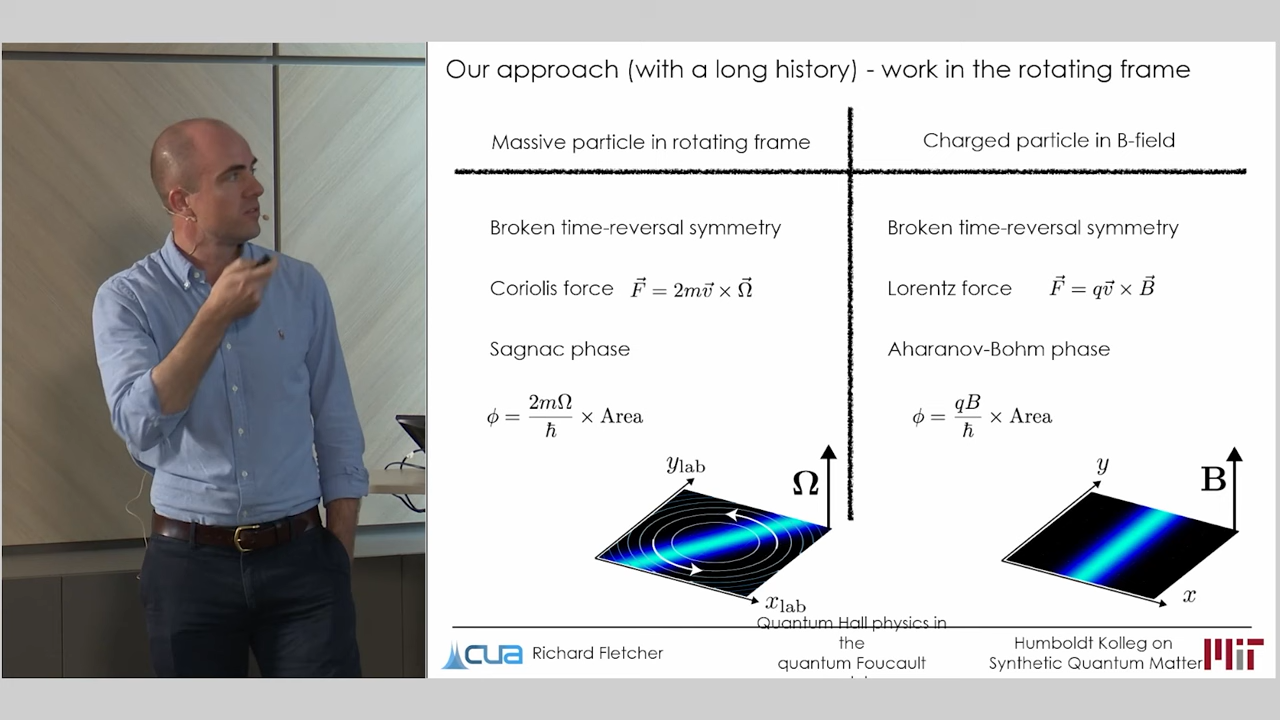 Our approach (with a long history) - work in the rotating frame
Massive particle in rotating frame
Charged particle in B-field
Broken time-reversal symmetry
Broken time-reversal symmetry
Coriolis force F⃗ = 2mv⃗ × Ω⃗
Lorentz force F⃗ = qv⃗ × B⃗
Sagnac phase
Aharanov-Bohm phase
ϕ = 2mΩ/ħ × Area
ϕ = qB/ħ × Area
y_lab
Ω
x_lab
y
B
x
cua
Richard Fletcher
Quantum Hall physics in
the
quantum Foucault
Humboldt Kolleg on
Synthetic Quantum Matter
MIT